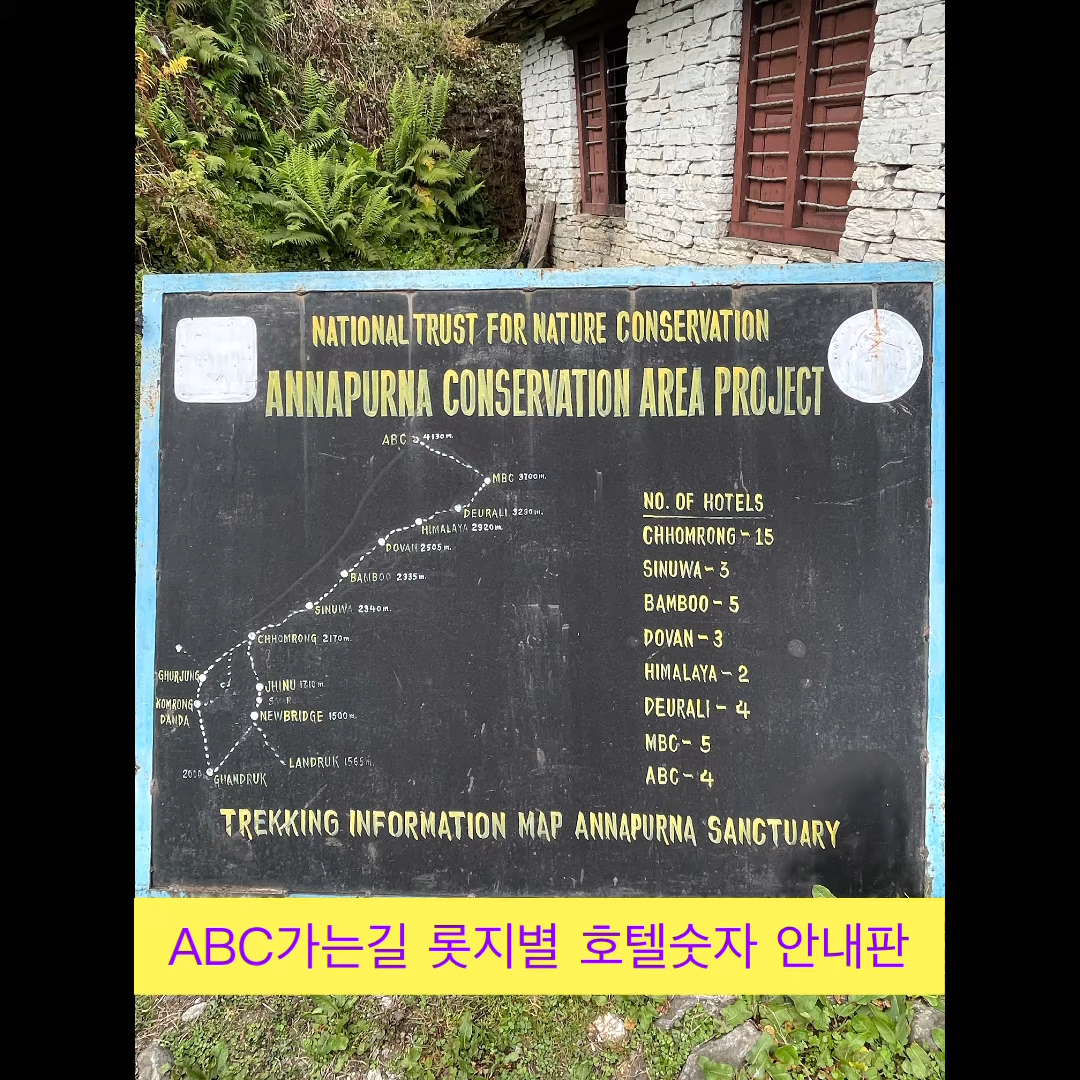 NATIONAL TRUST FOR NATURE CONSERVATION
ANNAPURNA CONSERVATION AREA PROJECT
ABC 4130m.
MBC 3700m.
DEURALI 3230m.
HIMALAYA 2920m.
DOVAN 2505m.
BAMBOO 2335m.
SINUWA 2340m.
CHHOMRONG 2170m.
GHURJUNG
JHINU
KOMRONG
DANDA
NEWBRIDGE 1500m.
LANDRUK 1565m.
2000
GHANDRUK
NO. OF HOTELS
CHHOMRONG - 15
SINUWA - 3
BAMBOO - 5
DOVAN - 3
HIMALAYA - 2
DEURALI - 4
MBC - 5
ABC - 4
TREKKING INFORMATION MAP ANNAPURNA SANCTUARY
ABC가는길 롯지별 호텔숫자 안내판